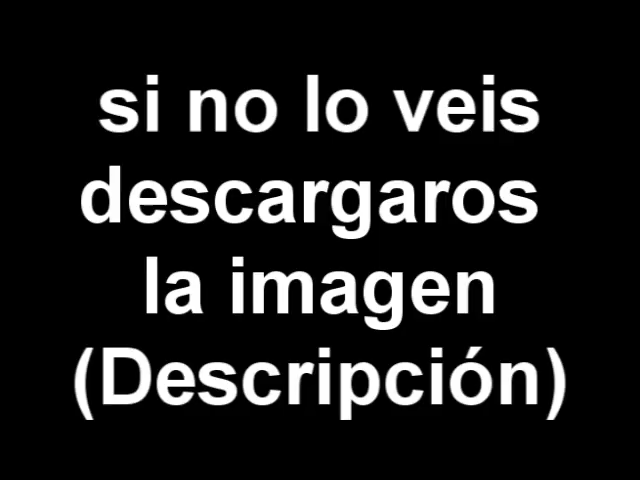 si no lo veis
descargaros
la imagen
(Descripción)